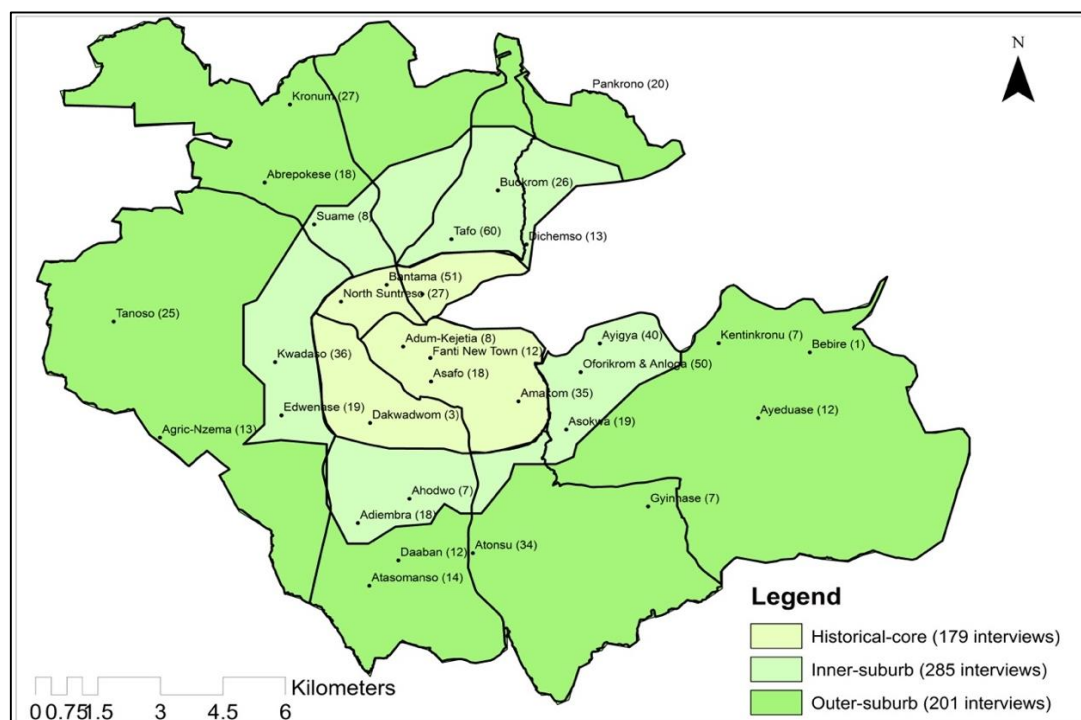 N
Pankrono (20)
Kronum (27)
Abrepokese (18)
Buokrom (26)
Suame (8)
Tafo (60)
Dichemso (13)
Bantama (51)
North Suntreso (27)
Tanoso (25)
Adum-Kejetia (8)
Fanti New Town (12)
Asafo (18)
Kwadaso (36)
Ayigya (40)
Oforikrom & Anloga (50)
Kentinkronu (7)
Bebire (1)
Amakom (35)
Edwenase (19)
Dakwadwom (3)
Asokwa (19)
Ayeduase (12)
Agric-Nzema (13)
Ahodwo (7)
Adiembra (18)
Gyinnase (7)
Daaban (12)
Atonsu (34)
Atasomanso (14)
Legend
Historical-core (179 interviews)
Inner-suburb (285 interviews)
Outer-suburb (201 interviews)
Kilometers
0 0.75 1.5 3 4.5 6